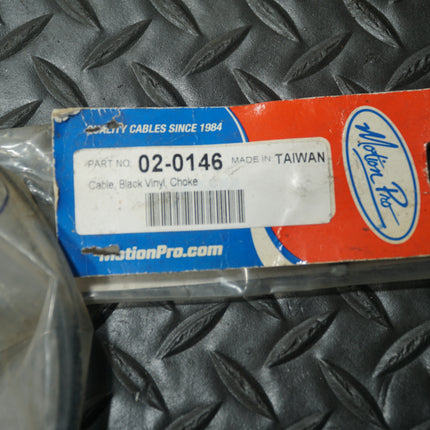 QUALITY CABLES SINCE 1984
PART NO. 02-0146 MADE IN: TAIWAN
Cable, Black Vinyl, Choke
MotionPro.com
Motion Pro